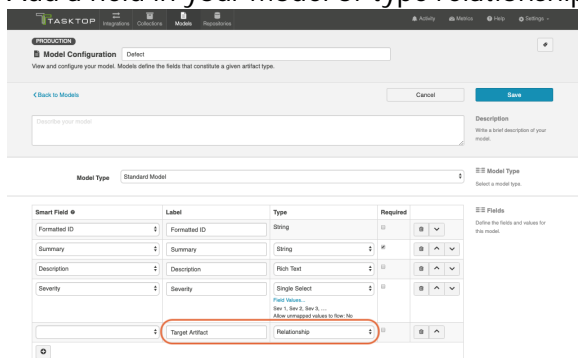 Add a field in your model of type relationship
TASKTOP Integrations Collections Models Repositories Activity Metrics Help Settings
PRODUCTION
Model Configuration Defect
View and configure your model. Models define the fields that constitute a given artifact type.
Back to Models Cancel Save
Describe your model
Description
Write a brief description of your
model.
Model Type Standard Model
Model Type
Select a model type.
Smart Field Label Type Required
Fields
Define the fields and values for
this model.
Formatted ID Formatted ID String
Summary Summary String
Description Description Rich Text
Severity Severity Single Select
Field Values...
Sev 1, Sev 2, Sev 3, ....
Allow unmapped values to flow: No
Target Artifact Relationship